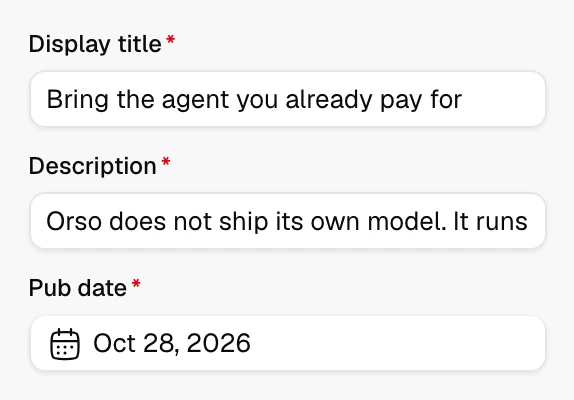 Display title *
Bring the agent you already pay for
Description *
Orso does not ship its own model. It runs
Pub date *
Oct 28, 2026